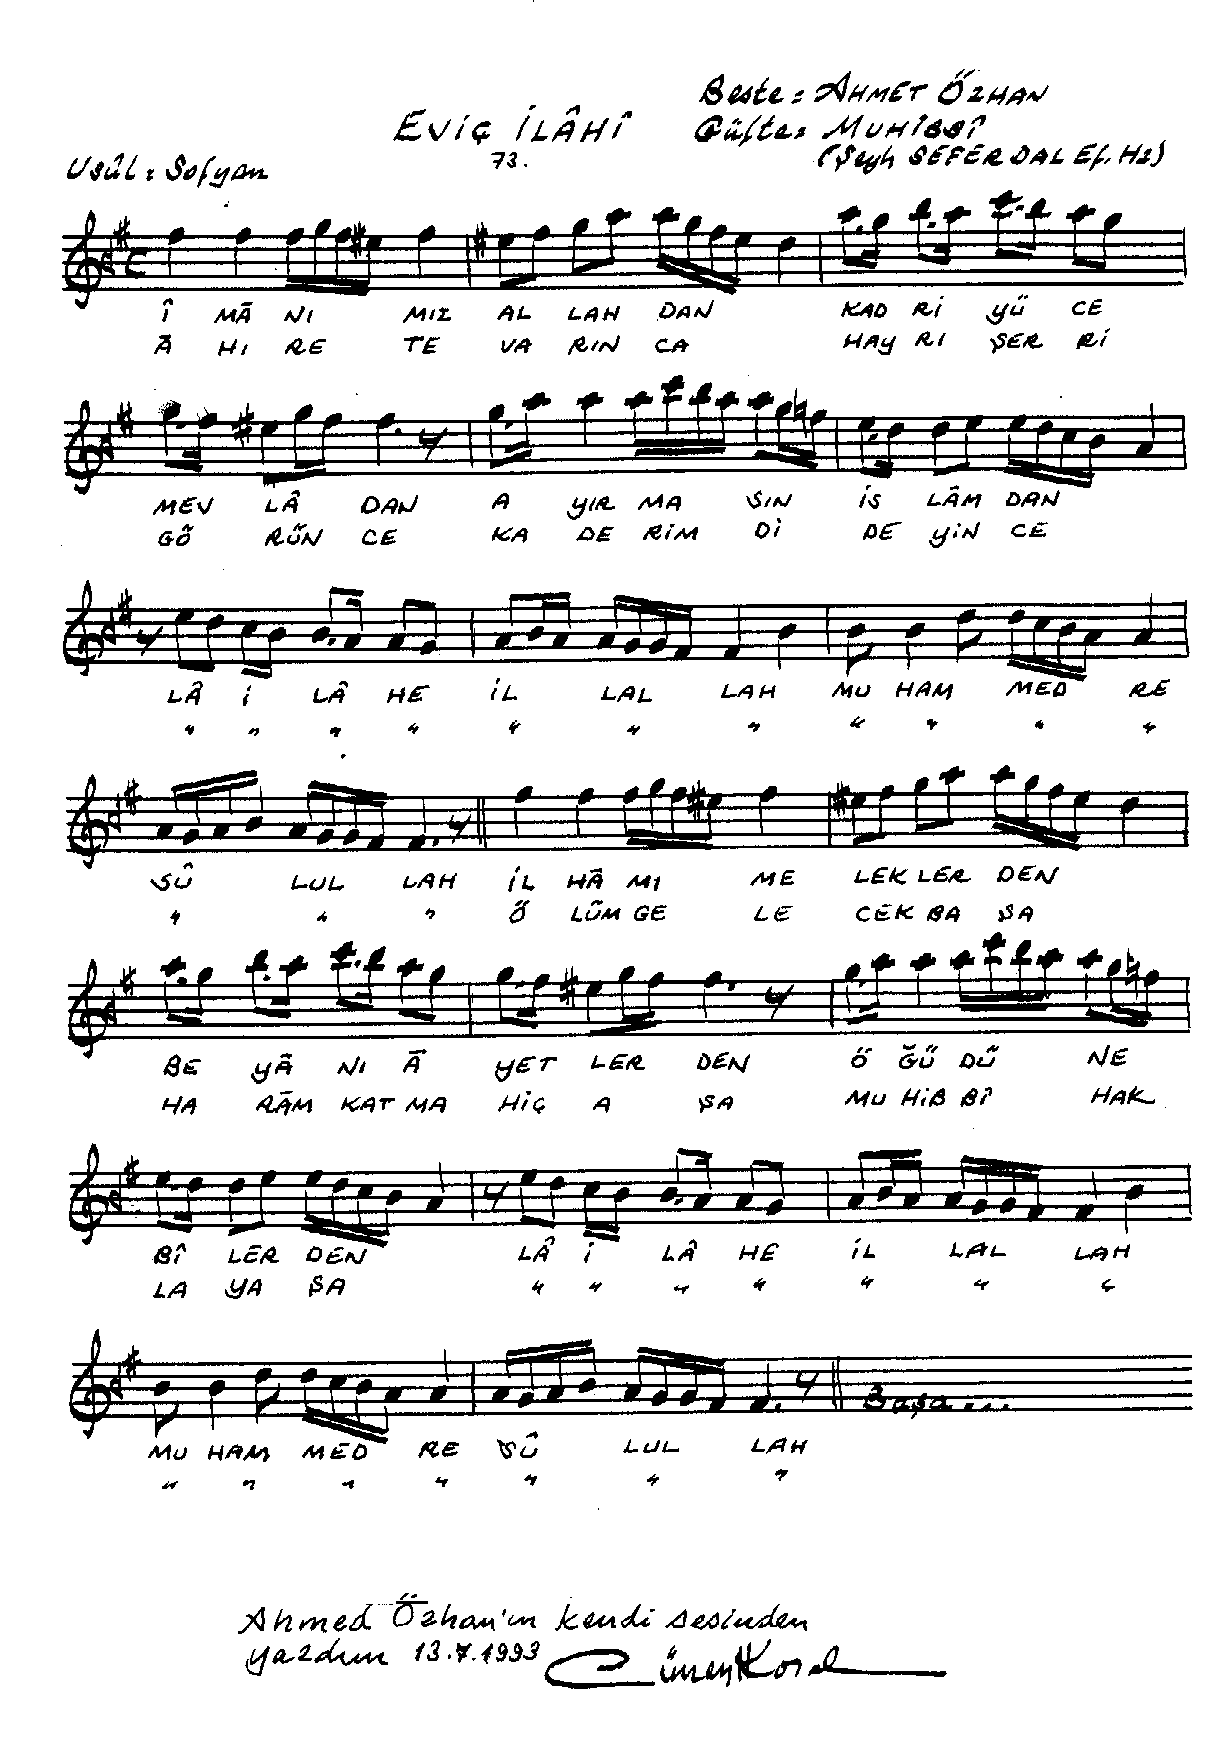 Beste: AHMET ÖZHAN
EVİÇ İLÂHÎ
Güfte: MUHİBBÎ
73.
(Şeyh SEFER DAL Ef. Hz)
Usûl: Sofyan
Î MÂ NI MIZ AL LAH DAN KAD Rİ YÜ CE
Â HI RE TE VA RIN CA HAY RI ŞER Rİ
MEV LÂ DAN A YIR MA SIN İS LÂM DAN
GÖ RÜN CE KA DE RİM Dİ DE YİN CE
LÂ İ LÂ HE İL LAL LAH MU HAM MED RE
" " " " " " " " " " "
SÛ LUL LAH İL HÂ MI ME LEK LER DEN
" " " Ö LÜM GE LE CEK BA ŞA
BE YÂ NI Â YET LER DEN Ö ĞÜ DÜ NE
HA RÂM KAT MA HİÇ A ŞA MU HİB BÎ HAK
BÎ LER DEN LÂ İ LÂ HE İL LAL LAH
LA YA ŞA " " " " " " "
MU HAM MED RE SÛ LUL LAH
" " " " " " "
Başa...
Ahmed Özhan'ın kendi sesinden
yazdım 13.7.1993 Cüneyt Kosal